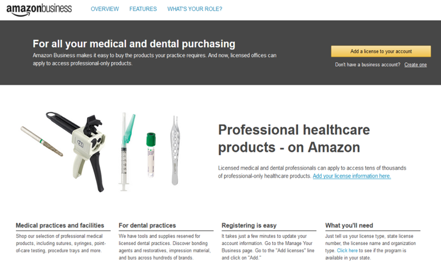 amazonbusiness OVERVIEW FEATURES WHAT'S YOUR ROLE?
For all your medical and dental purchasing
Amazon Business makes it easy to buy the products your practice requires. And now, licensed offices can
apply to access professional-only products.
Add a license to your account
Don't have a business account? Create one
Professional healthcare
products - on Amazon
Licensed medical and dental professionals can apply to access tens of thousands
of professional-only healthcare products. Add your license information here.
Medical practices and facilities
Shop our selection of professional medical
products, including sutures, syringes, point-
of-care testing, procedure trays and more
For dental practices
We have tools and supplies reserved for
licensed dental practices. Discover bonding
agents and restoratives, impression material,
and burs across hundreds of brands.
Registering is easy
It takes just a few minutes to update your
account information. Go to the Manage Your
Business page. Go to the "Add licenses" line
and click on "Add."
What you'll need
Just tell us your license type, state license
number, the licensee name and organization
type. Click here to see if the program is
available in your state